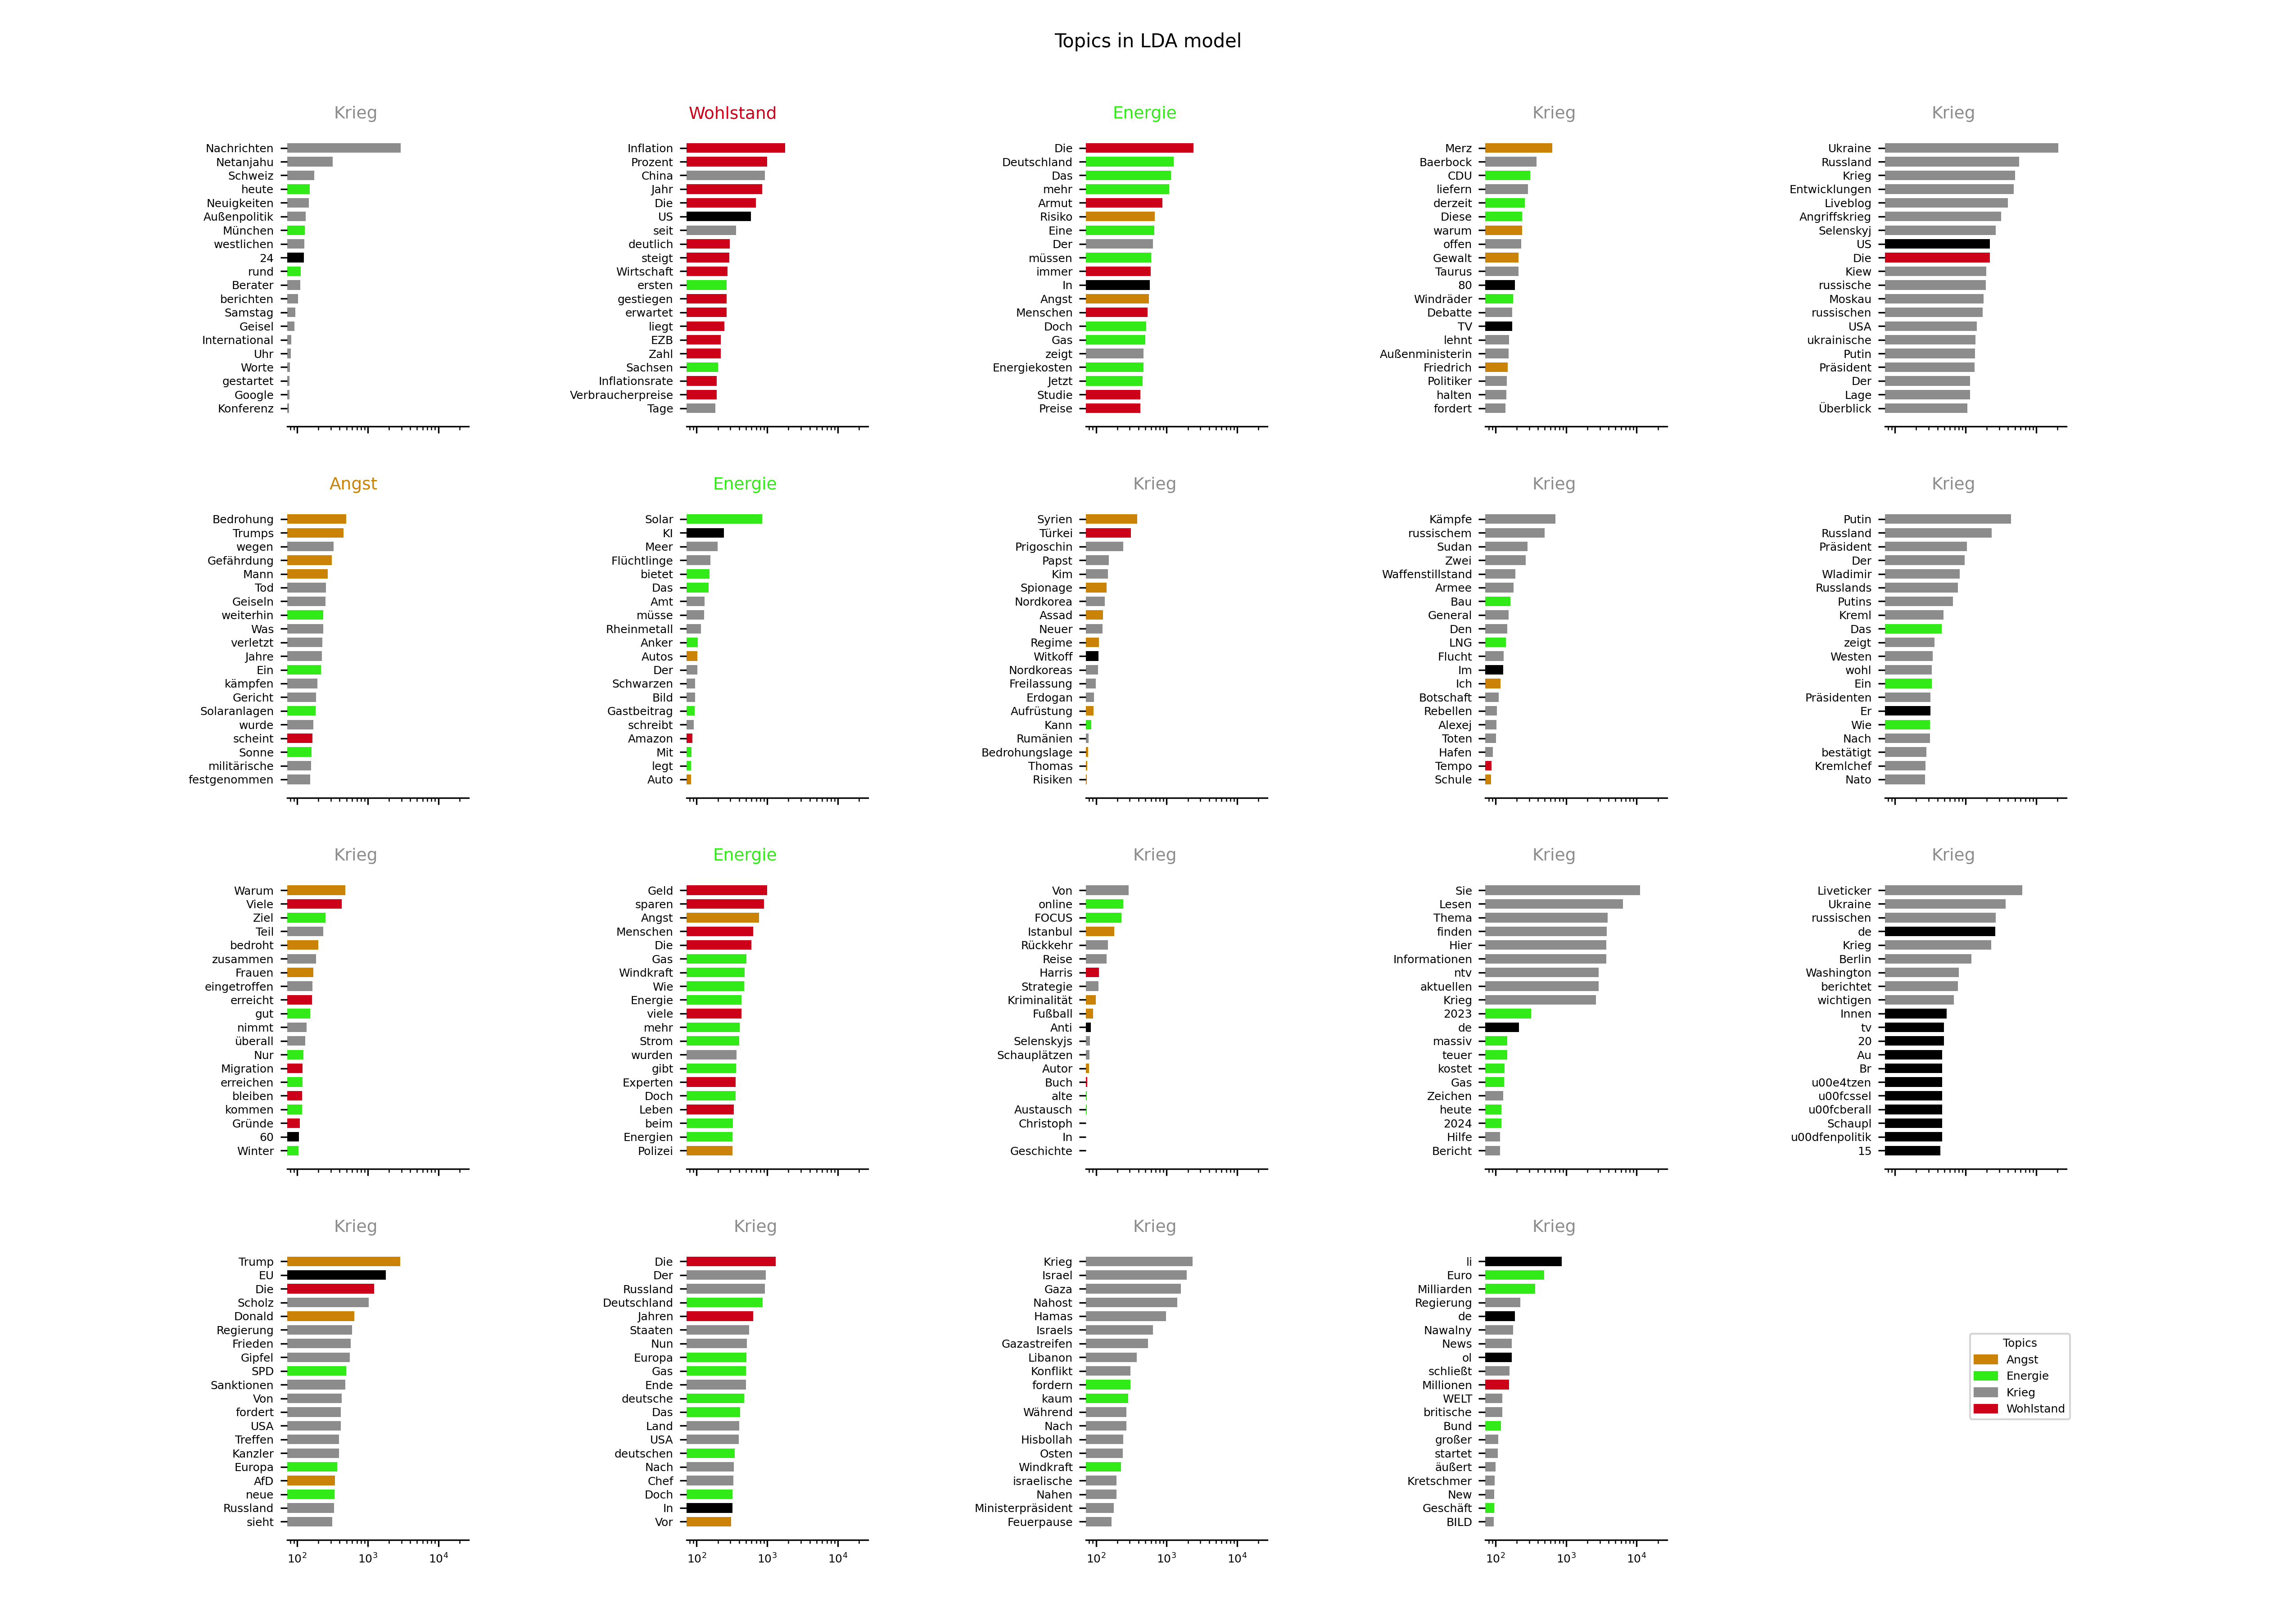 Topics in LDA model
Krieg
Nachrichten
Netanjahu
Schweiz
heute
Neuigkeiten
Außenpolitik
München
westlichen
24
rund
Berater
berichten
Samstag
Geisel
International
Uhr
Worte
gestartet
Google
Konferenz
Wohlstand
Inflation
Prozent
China
Jahr
Die
US
seit
deutlich
steigt
Wirtschaft
ersten
gestiegen
erwartet
liegt
EZB
Zahl
Sachsen
Inflationsrate
Verbraucherpreise
Tage
Energie
Die
Deutschland
Das
mehr
Armut
Risiko
Eine
Der
müssen
immer
In
Angst
Menschen
Doch
Gas
zeigt
Energiekosten
Jetzt
Studie
Preise
Krieg
Merz
Baerbock
CDU
liefern
derzeit
Diese
warum
offen
Gewalt
Taurus
80
Windräder
Debatte
TV
lehnt
Außenministerin
Friedrich
Politiker
halten
fordert
Krieg
Ukraine
Russland
Krieg
Entwicklungen
Liveblog
Angriffskrieg
Selenskyj
US
Die
Kiew
russische
Moskau
russischen
USA
ukrainische
Putin
Präsident
Der
Lage
Überblick
Angst
Bedrohung
Trumps
wegen
Gefährdung
Mann
Tod
Geiseln
weiterhin
Was
verletzt
Jahre
Ein
kämpfen
Gericht
Solaranlagen
wurde
scheint
Sonne
militärische
festgenommen
Energie
Solar
KI
Meer
Flüchtlinge
bietet
Das
Amt
müsse
Rheinmetall
Anker
Autos
Der
Schwarzen
Bild
Gastbeitrag
schreibt
Amazon
Mit
legt
Auto
Krieg
Syrien
Türkei
Prigoschin
Papst
Kim
Spionage
Nordkorea
Assad
Neuer
Regime
Witkoff
Nordkoreas
Freilassung
Erdogan
Aufrüstung
Kann
Rumänien
Bedrohungslage
Thomas
Risiken
Krieg
Kämpfe
russischem
Sudan
Zwei
Waffenstillstand
Armee
Bau
General
Den
LNG
Flucht
Im
Ich
Botschaft
Rebellen
Alexej
Toten
Hafen
Tempo
Schule
Krieg
Putin
Russland
Präsident
Der
Wladimir
Russlands
Putins
Kreml
Das
zeigt
Westen
wohl
Ein
Präsidenten
Er
Wie
Nach
bestätigt
Kremlchef
Nato
Krieg
Warum
Viele
Ziel
Teil
bedroht
zusammen
Frauen
eingetroffen
erreicht
gut
nimmt
überall
Nur
Migration
erreichen
bleiben
kommen
Gründe
60
Winter
Energie
Geld
sparen
Angst
Menschen
Die
Gas
Windkraft
Wie
Energie
viele
mehr
Strom
wurden
gibt
Experten
Doch
Leben
beim
Energien
Polizei
Krieg
Von
online
FOCUS
Istanbul
Rückkehr
Reise
Harris
Strategie
Kriminalität
Fußball
Anti
Selenskyjs
Schauplätzen
Autor
Buch
alte
Austausch
Christoph
In
Geschichte
Krieg
Sie
Lesen
Thema
finden
Hier
Informationen
ntv
aktuellen
Krieg
2023
de
massiv
teuer
kostet
Gas
Zeichen
heute
2024
Hilfe
Bericht
Krieg
Liveticker
Ukraine
russischen
de
Krieg
Berlin
Washington
berichtet
wichtigen
Innen
tv
20
Au
Br
u00e4tzen
u00fcssel
u00fcberall
Schaupl
u00dfenpolitik
15
Krieg
Trump
EU
Die
Scholz
Donald
Regierung
Frieden
Gipfel
SPD
Sanktionen
Von
fordert
USA
Treffen
Kanzler
Europa
AfD
neue
Russland
sieht
10² 10³ 10⁴
Krieg
Die
Der
Russland
Deutschland
Jahren
Staaten
Nun
Europa
Gas
Ende
deutsche
Das
Land
USA
deutschen
Nach
Chef
Doch
In
Vor
10² 10³ 10⁴
Krieg
Krieg
Israel
Gaza
Nahost
Hamas
Israels
Gazastreifen
Libanon
Konflikt
fordern
kaum
Während
Nach
Hisbollah
Osten
Windkraft
israelische
Nahen
Ministerpräsident
Feuerpause
10² 10³ 10⁴
Krieg
li
Euro
Milliarden
Regierung
de
Nawalny
News
ol
schließt
Millionen
WELT
britische
Bund
großer
startet
äußert
Kretschmer
New
Geschäft
BILD
10² 10³ 10⁴
Topics
Angst
Energie
Krieg
Wohlstand